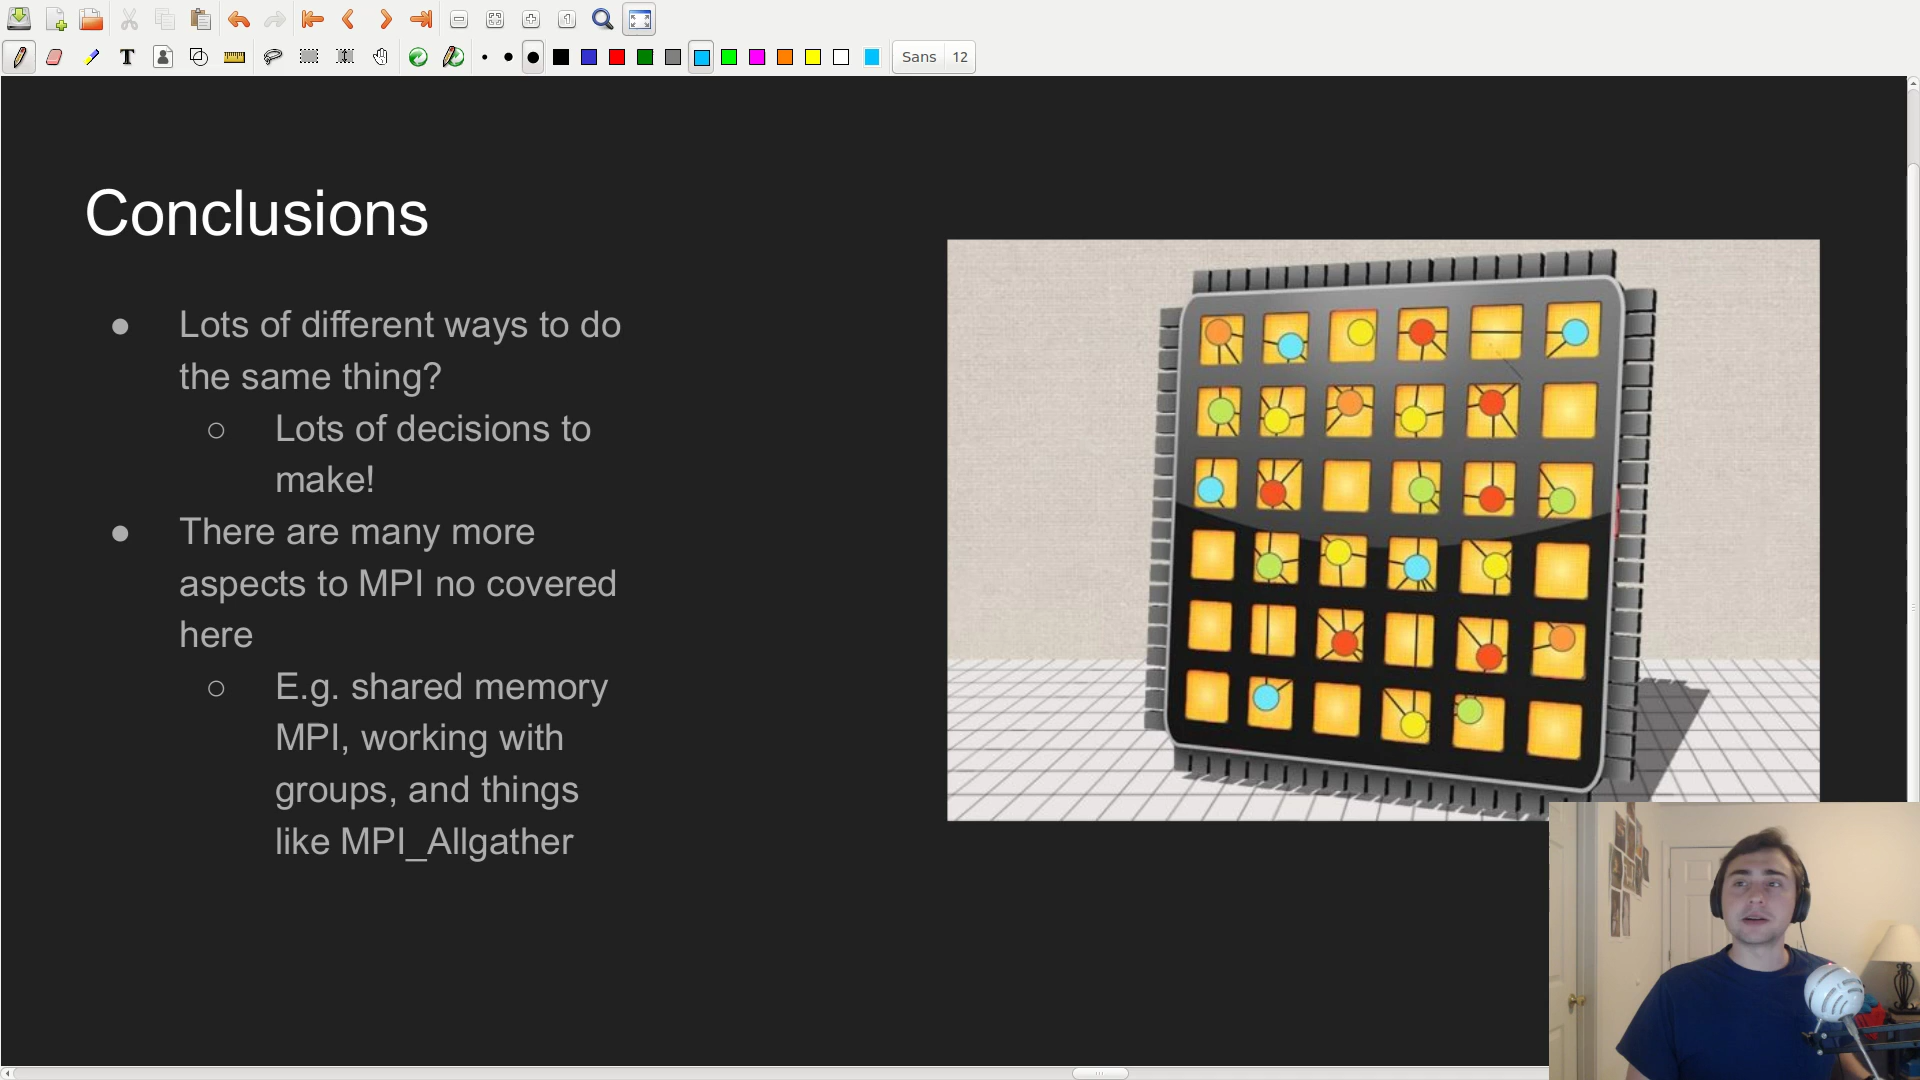 Sans 12
Conclusions
● Lots of different ways to do
the same thing?
○ Lots of decisions to
make!
● There are many more
aspects to MPI no covered
here
○ E.g. shared memory
MPI, working with
groups, and things
like MPI_Allgather